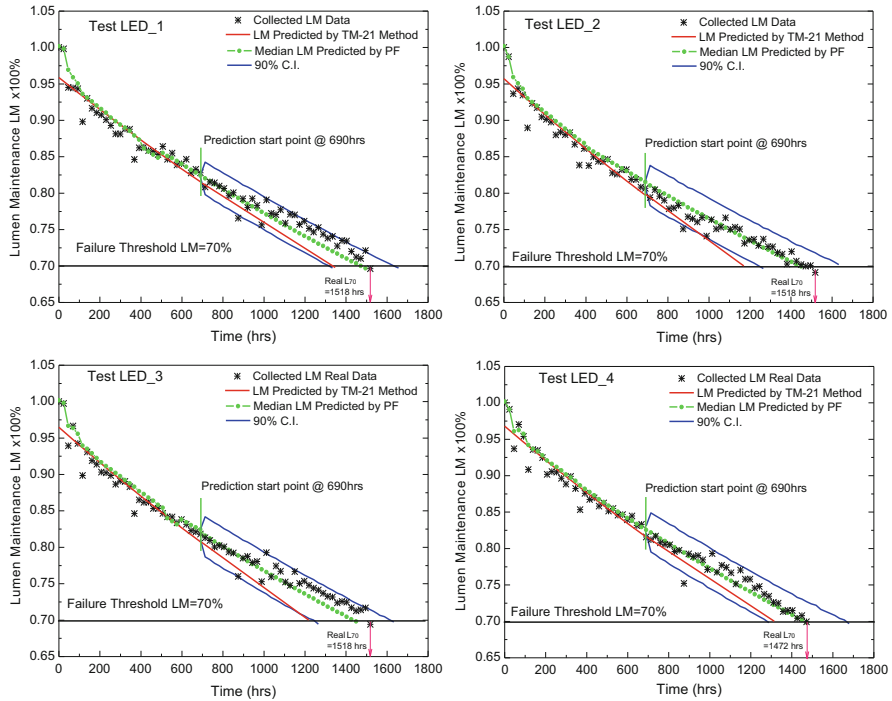 Test LED_1
Collected LM Data
LM Predicted by TM-21 Method
Median LM Predicted by PF
90% C.I.
Prediction start point @ 690hrs
Failure Threshold LM=70%
Real L70
=1518 hrs
Lumen Maintenance LM x100%
1.00
0.95
0.90
0.85
0.80
0.75
0.70
0.65
0 200 400 600 800 1000 1200 1400 1600 1800
Time (hrs)
Test LED_2
Collected LM Data
LM Predicted by TM-21 Method
Median LM Predicted by PF
90% C.I.
Prediction start point @ 690hrs
Failure Threshold LM=70%
Real L70
=1518 hrs
Lumen Maintenance LM x100%
1.00
0.95
0.90
0.85
0.80
0.75
0.70
0.65
0 200 400 600 800 1000 1200 1400 1600 1800
Time (hrs)
Test LED_3
Collected LM Real Data
LM Predicted by TM-21 Method
Median LM Predicted by PF
90% C.I.
Prediction start point @ 690hrs
Failure Threshold LM=70%
Real L70
=1518 hrs
Lumen Maintenance LM x100%
1.00
0.95
0.90
0.85
0.80
0.75
0.70
0.65
0 200 400 600 800 1000 1200 1400 1600 1800
Time (hrs)
Test LED_4
Collected LM Real Data
LM Predicted by TM-21 Method
Median LM Predicted by PF
90% C.I.
Prediction start point @ 690hrs
Failure Threshold LM=70%
Real L70
=1472 hrs
Lumen Maintenance LM x100%
1.00
0.95
0.90
0.85
0.80
0.75
0.70
0.65
0 200 400 600 800 1000 1200 1400 1600 1800
Time (hrs)